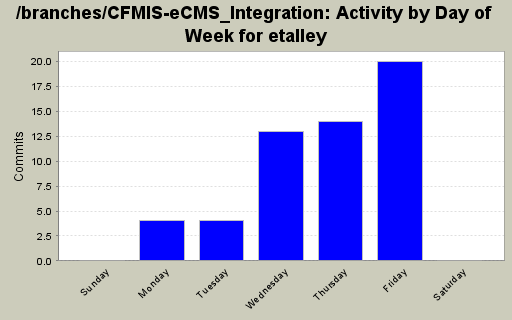 /branches/CFMIS-eCMS_Integration: Activity by Day of
Week for etalley
Commits
20.0
17.5
15.0
12.5
10.0
7.5
5.0
2.5
0.0
Sunday
Monday
Tuesday
Wednesday
Thursday
Friday
Saturday